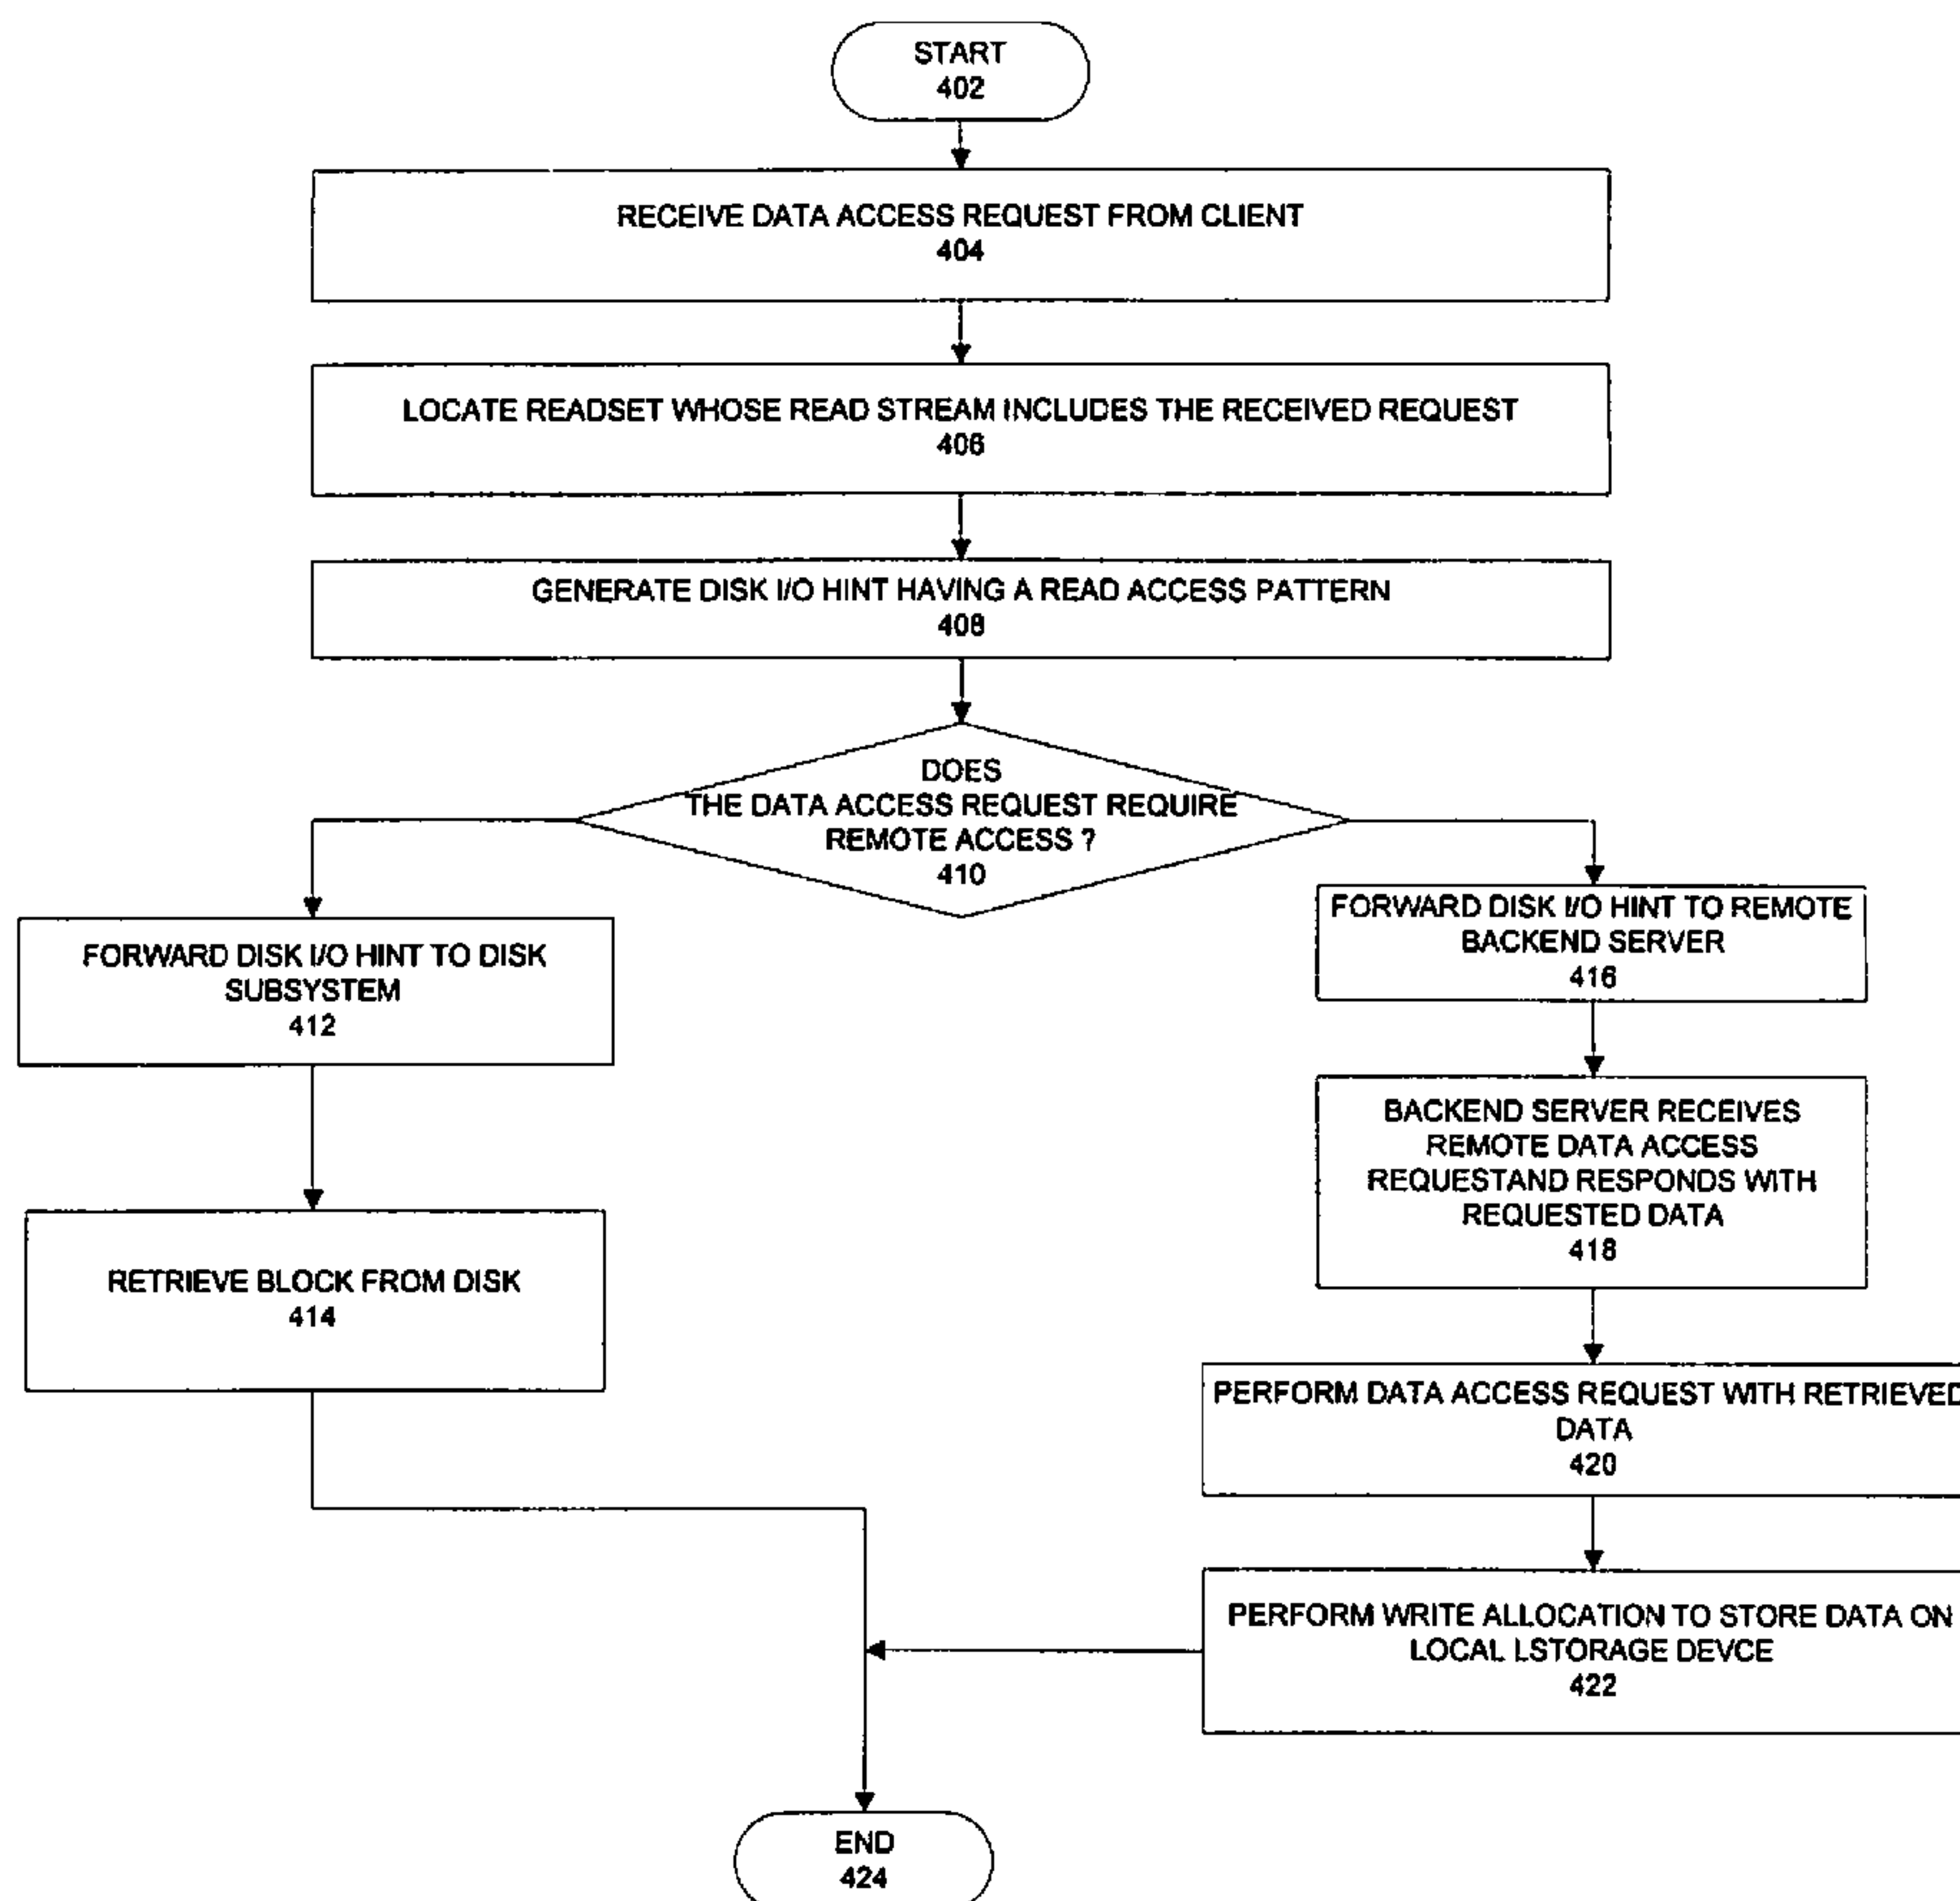 START
402
RECEIVE DATA ACCESS REQUEST FROM CLIENT
404
LOCATE READSET WHOSE READ STREAM INCLUDES THE RECEIVED REQUEST
406
GENERATE DISK I/O HINT HAVING A READ ACCESS PATTERN
408
DOES
THE DATA ACCESS REQUEST REQUIRE
REMOTE ACCESS ?
410
FORWARD DISK I/O HINT TO DISK
SUBSYSTEM
412
RETRIEVE BLOCK FROM DISK
414
FORWARD DISK I/O HINT TO REMOTE
BACKEND SERVER
416
BACKEND SERVER RECEIVES
REMOTE DATA ACCESS
REQUESTAND RESPONDS WITH
REQUESTED DATA
418
PERFORM DATA ACCESS REQUEST WITH RETRIEVED
DATA
420
PERFORM WRITE ALLOCATION TO STORE DATA ON
LOCAL LSTORAGE DEVCE
422
END
424